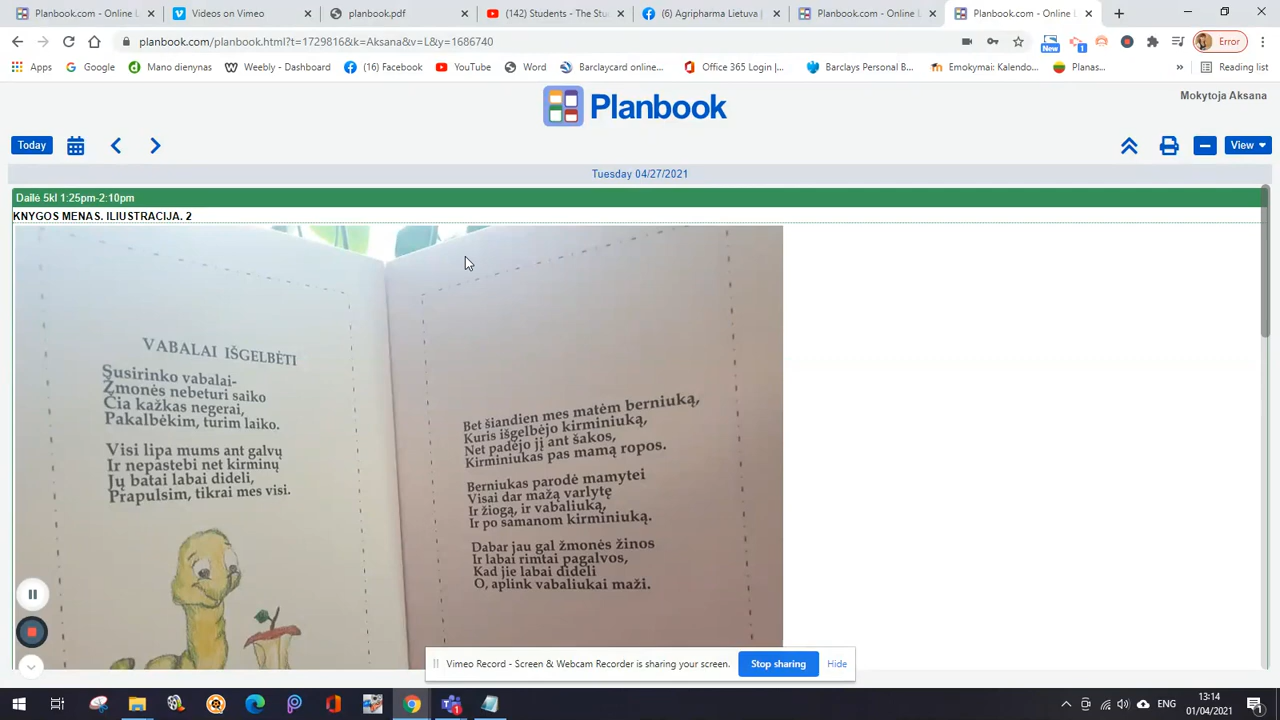 Planbook.com - Online L
Videos on Vimeo
planbook.pdf
(142) Students - The Stu
(6) Agripharma Lietuva |
Planbook.com - Online L
Planbook.com - Online L
planbook.com/planbook.html?t=1729816&k=Aksana&v=L&y=1686740
New
1
Error
Apps
Google
Mano dienynas
Weebly - Dashboard
(16) Facebook
YouTube
Word
Barclaycard online...
Office 365 Login |...
Barclays Personal B...
Emokymai: Kalendo...
Planas...
Reading list
Planbook
Mokytoja Aksana
Today
View
Tuesday 04/27/2021
Dailė 5kl 1:25pm-2:10pm
KNYGOS MENAS. ILIUSTRACIJA. 2
VABALAI IŠGELBĖTI
Susirinko vabalai-
Žmonės nebeturi saiko
Čia kažkas negerai,
Pakalbėkim, turim laiko.
Visi lipa mums ant galvų
Ir nepastebi net kirminų
Jų batai labai dideli,
Prapulsim, tikrai mes visi.
Bet šiandien mes matėm berniuką,
Kuris išgelbėjo kirminiuką,
Net padėjo jį ant šakos,
Kirminiukas pas mamą ropos.
Berniukas parodė mamytei
Visai dar mažą varlytę
Ir žiogą, ir vabaliuką,
Ir po samanom kirminiuką.
Dabar jau gal žmonės žinos
Ir labai rimtai pagalvos,
Kad jie labai dideli
O, aplink vabaliukai maži.
Vimeo Record - Screen & Webcam Recorder is sharing your screen.
Stop sharing
Hide
ENG
13:14
01/04/2021
1